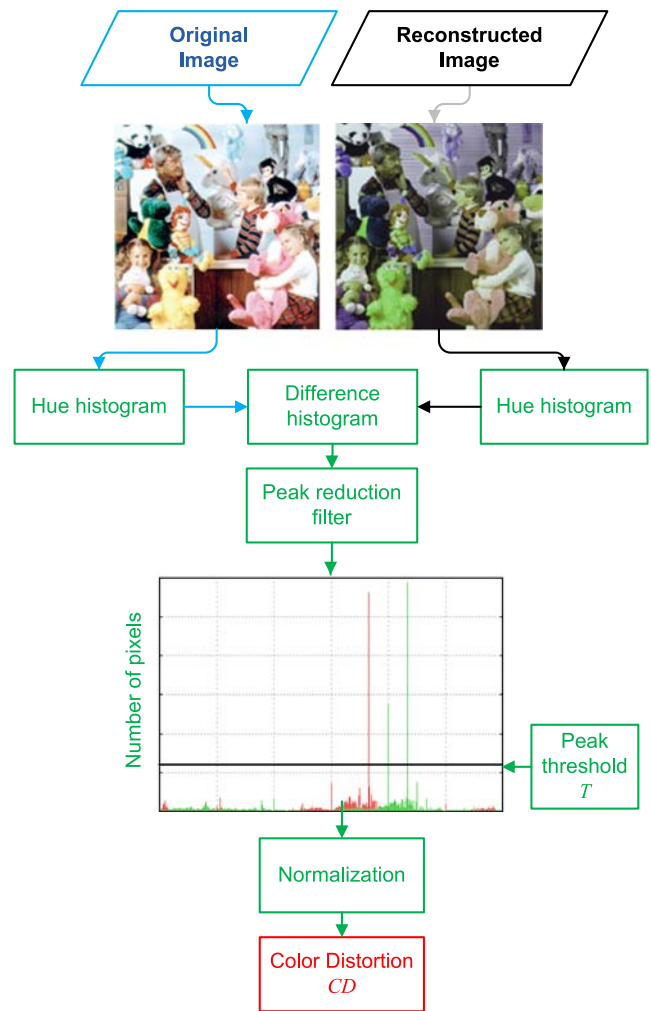 Original
Image
Reconstructed
Image
Hue histogram
Difference
histogram
Hue histogram
Peak reduction
filter
Number of pixels
Peak
threshold
T
Normalization
Color Distortion
CD